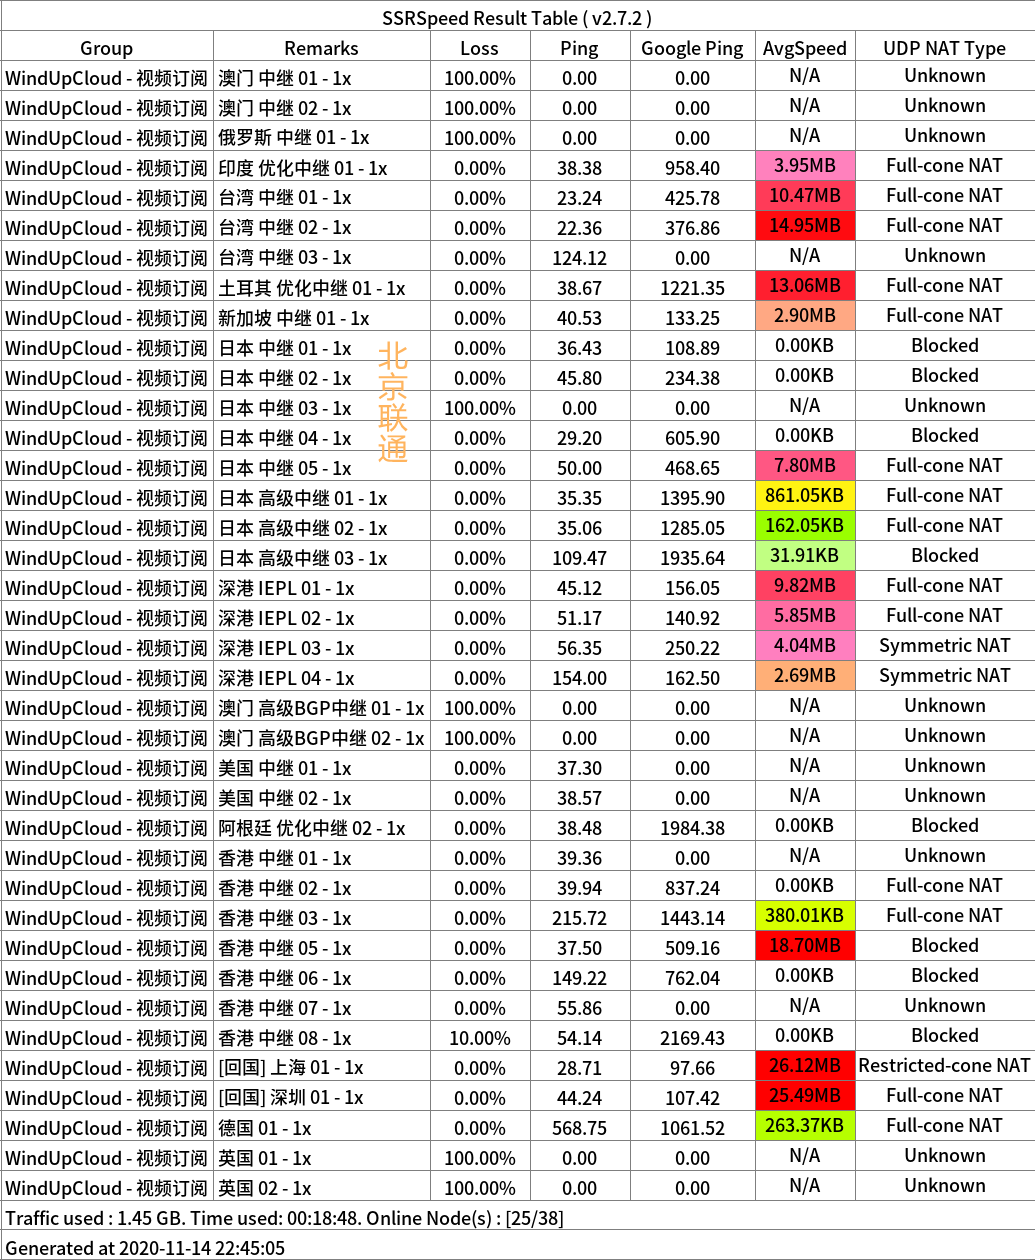 SSRSpeed Result Table ( v2.7.2 )
Group Remarks Loss Ping Google Ping AvgSpeed UDP NAT Type
WindUpCloud - 视频订阅 澳门 中继 01 - 1x 100.00% 0.00 0.00 N/A Unknown
WindUpCloud - 视频订阅 澳门 中继 02 - 1x 100.00% 0.00 0.00 N/A Unknown
WindUpCloud - 视频订阅 俄罗斯 中继 01 - 1x 100.00% 0.00 0.00 N/A Unknown
WindUpCloud - 视频订阅 印度 优化中继 01 - 1x 0.00% 38.38 958.40 3.95MB Full-cone NAT
WindUpCloud - 视频订阅 台湾 中继 01 - 1x 0.00% 23.24 425.78 10.47MB Full-cone NAT
WindUpCloud - 视频订阅 台湾 中继 02 - 1x 0.00% 22.36 376.86 14.95MB Full-cone NAT
WindUpCloud - 视频订阅 台湾 中继 03 - 1x 0.00% 124.12 0.00 N/A Unknown
WindUpCloud - 视频订阅 土耳其 优化中继 01 - 1x 0.00% 38.67 1221.35 13.06MB Full-cone NAT
WindUpCloud - 视频订阅 新加坡 中继 01 - 1x 0.00% 40.53 133.25 2.90MB Full-cone NAT
WindUpCloud - 视频订阅 日本 中继 01 - 1x 0.00% 36.43 108.89 0.00KB Blocked
WindUpCloud - 视频订阅 日本 中继 02 - 1x 0.00% 45.80 234.38 0.00KB Blocked
WindUpCloud - 视频订阅 日本 中继 03 - 1x 100.00% 0.00 0.00 N/A Unknown
WindUpCloud - 视频订阅 日本 中继 04 - 1x 0.00% 29.20 605.90 0.00KB Blocked
WindUpCloud - 视频订阅 日本 中继 05 - 1x 0.00% 50.00 468.65 7.80MB Full-cone NAT
WindUpCloud - 视频订阅 日本 高级中继 01 - 1x 0.00% 35.35 1395.90 861.05KB Full-cone NAT
WindUpCloud - 视频订阅 日本 高级中继 02 - 1x 0.00% 35.06 1285.05 162.05KB Full-cone NAT
WindUpCloud - 视频订阅 日本 高级中继 03 - 1x 0.00% 109.47 1935.64 31.91KB Blocked
WindUpCloud - 视频订阅 深港 IEPL 01 - 1x 0.00% 45.12 156.05 9.82MB Full-cone NAT
WindUpCloud - 视频订阅 深港 IEPL 02 - 1x 0.00% 51.17 140.92 5.85MB Full-cone NAT
WindUpCloud - 视频订阅 深港 IEPL 03 - 1x 0.00% 56.35 250.22 4.04MB Symmetric NAT
WindUpCloud - 视频订阅 深港 IEPL 04 - 1x 0.00% 154.00 162.50 2.69MB Symmetric NAT
WindUpCloud - 视频订阅 澳门 高级BGP中继 01 - 1x 100.00% 0.00 0.00 N/A Unknown
WindUpCloud - 视频订阅 澳门 高级BGP中继 02 - 1x 100.00% 0.00 0.00 N/A Unknown
WindUpCloud - 视频订阅 美国 中继 01 - 1x 0.00% 37.30 0.00 N/A Unknown
WindUpCloud - 视频订阅 美国 中继 02 - 1x 0.00% 38.57 0.00 N/A Unknown
WindUpCloud - 视频订阅 阿根廷 优化中继 02 - 1x 0.00% 38.48 1984.38 0.00KB Blocked
WindUpCloud - 视频订阅 香港 中继 01 - 1x 0.00% 39.36 0.00 N/A Unknown
WindUpCloud - 视频订阅 香港 中继 02 - 1x 0.00% 39.94 837.24 0.00KB Full-cone NAT
WindUpCloud - 视频订阅 香港 中继 03 - 1x 0.00% 215.72 1443.14 380.01KB Full-cone NAT
WindUpCloud - 视频订阅 香港 中继 05 - 1x 0.00% 37.50 509.16 18.70MB Blocked
WindUpCloud - 视频订阅 香港 中继 06 - 1x 0.00% 149.22 762.04 0.00KB Blocked
WindUpCloud - 视频订阅 香港 中继 07 - 1x 0.00% 55.86 0.00 N/A Unknown
WindUpCloud - 视频订阅 香港 中继 08 - 1x 10.00% 54.14 2169.43 0.00KB Blocked
WindUpCloud - 视频订阅 [回国] 上海 01 - 1x 0.00% 28.71 97.66 26.12MB Restricted-cone NAT
WindUpCloud - 视频订阅 [回国] 深圳 01 - 1x 0.00% 44.24 107.42 25.49MB Full-cone NAT
WindUpCloud - 视频订阅 德国 01 - 1x 0.00% 568.75 1061.52 263.37KB Full-cone NAT
WindUpCloud - 视频订阅 英国 01 - 1x 100.00% 0.00 0.00 N/A Unknown
WindUpCloud - 视频订阅 英国 02 - 1x 100.00% 0.00 0.00 N/A Unknown
Traffic used : 1.45 GB. Time used: 00:18:48. Online Node(s) : [25/38]
Generated at 2020-11-14 22:45:05
北京联通